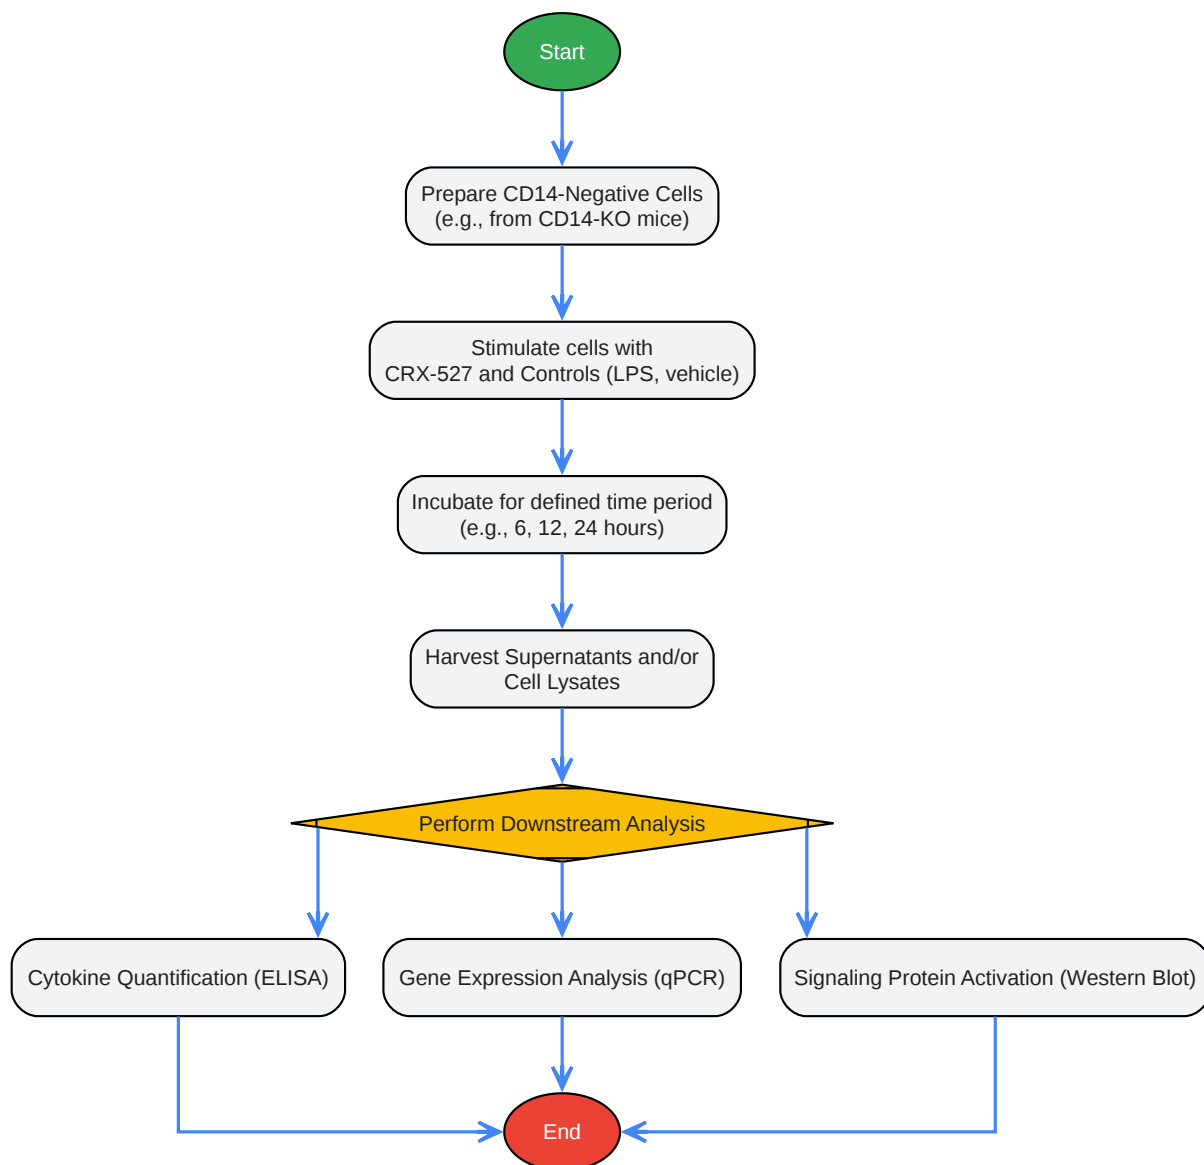 Start
Prepare CD14-Negative Cells
(e.g., from CD14-KO mice)
Stimulate cells with
CRX-527 and Controls (LPS, vehicle)
Incubate for defined time period
(e.g., 6, 12, 24 hours)
Harvest Supernatants and/or
Cell Lysates
Perform Downstream Analysis
Cytokine Quantification (ELISA)
Gene Expression Analysis (qPCR)
Signaling Protein Activation (Western Blot)
End